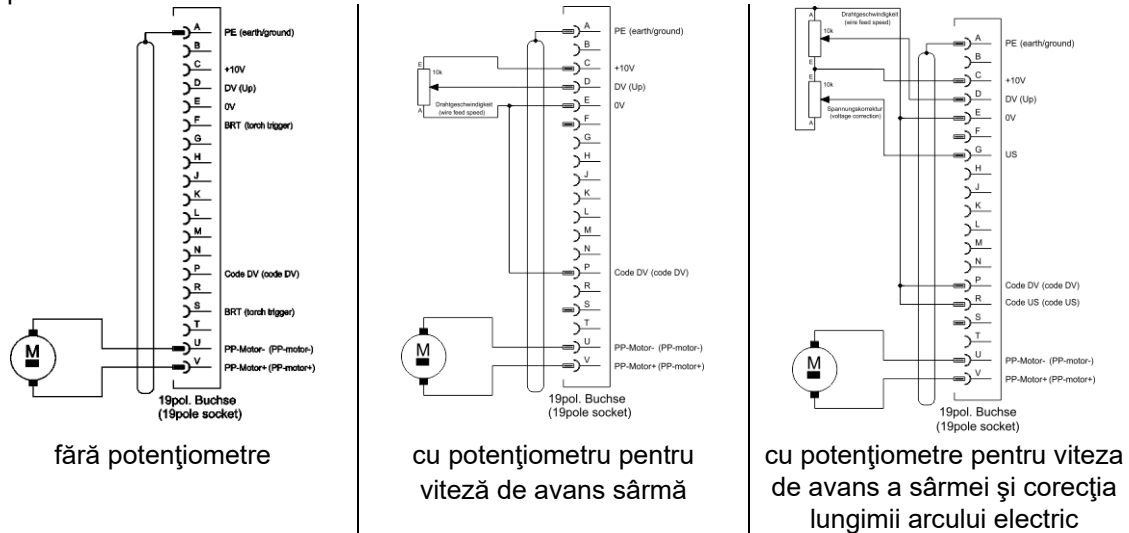 A PE (earth/ground)
B
C +10V
D DV (Up)
E 0V
F BRT (torch trigger)
G
H
J
K
L
M
N
P Code DV (code DV)
R
S BRT (torch trigger)
T
U PP-Motor- (PP-motor-)
V PP-Motor+ (PP-motor+)
M
19pol. Buchse
(19pole socket)
fără potenţiometre
A PE (earth/ground)
B
E C +10V
10k
D DV (Up)
A Drahtgeschwindigkeit E 0V
(wire feed speed)
F
G
H
J
K
L
M
N
P Code DV (code DV)
R
S
T
U PP-Motor- (PP-motor-)
V PP-Motor+ (PP-motor+)
M
19pol. Buchse
(19pole socket)
cu potenţiometru pentru
viteză de avans sârmă
A Drahtgeschwindigkeit
(wire feed speed)
10k
E
A PE (earth/ground)
B
E C +10V
10k
D DV (Up)
Spannungskorrektur E 0V
(voltage correction)
A
F
G US
H
J
K
L
M
N
P Code DV (code DV)
R Code US (code US)
S
T
U PP-Motor- (PP-motor-)
V PP-Motor+ (PP-motor+)
M
19pol. Buchse
(19pole socket)
cu potenţiometre pentru viteza
de avans a sârmei şi corecţia
lungimii arcului electric